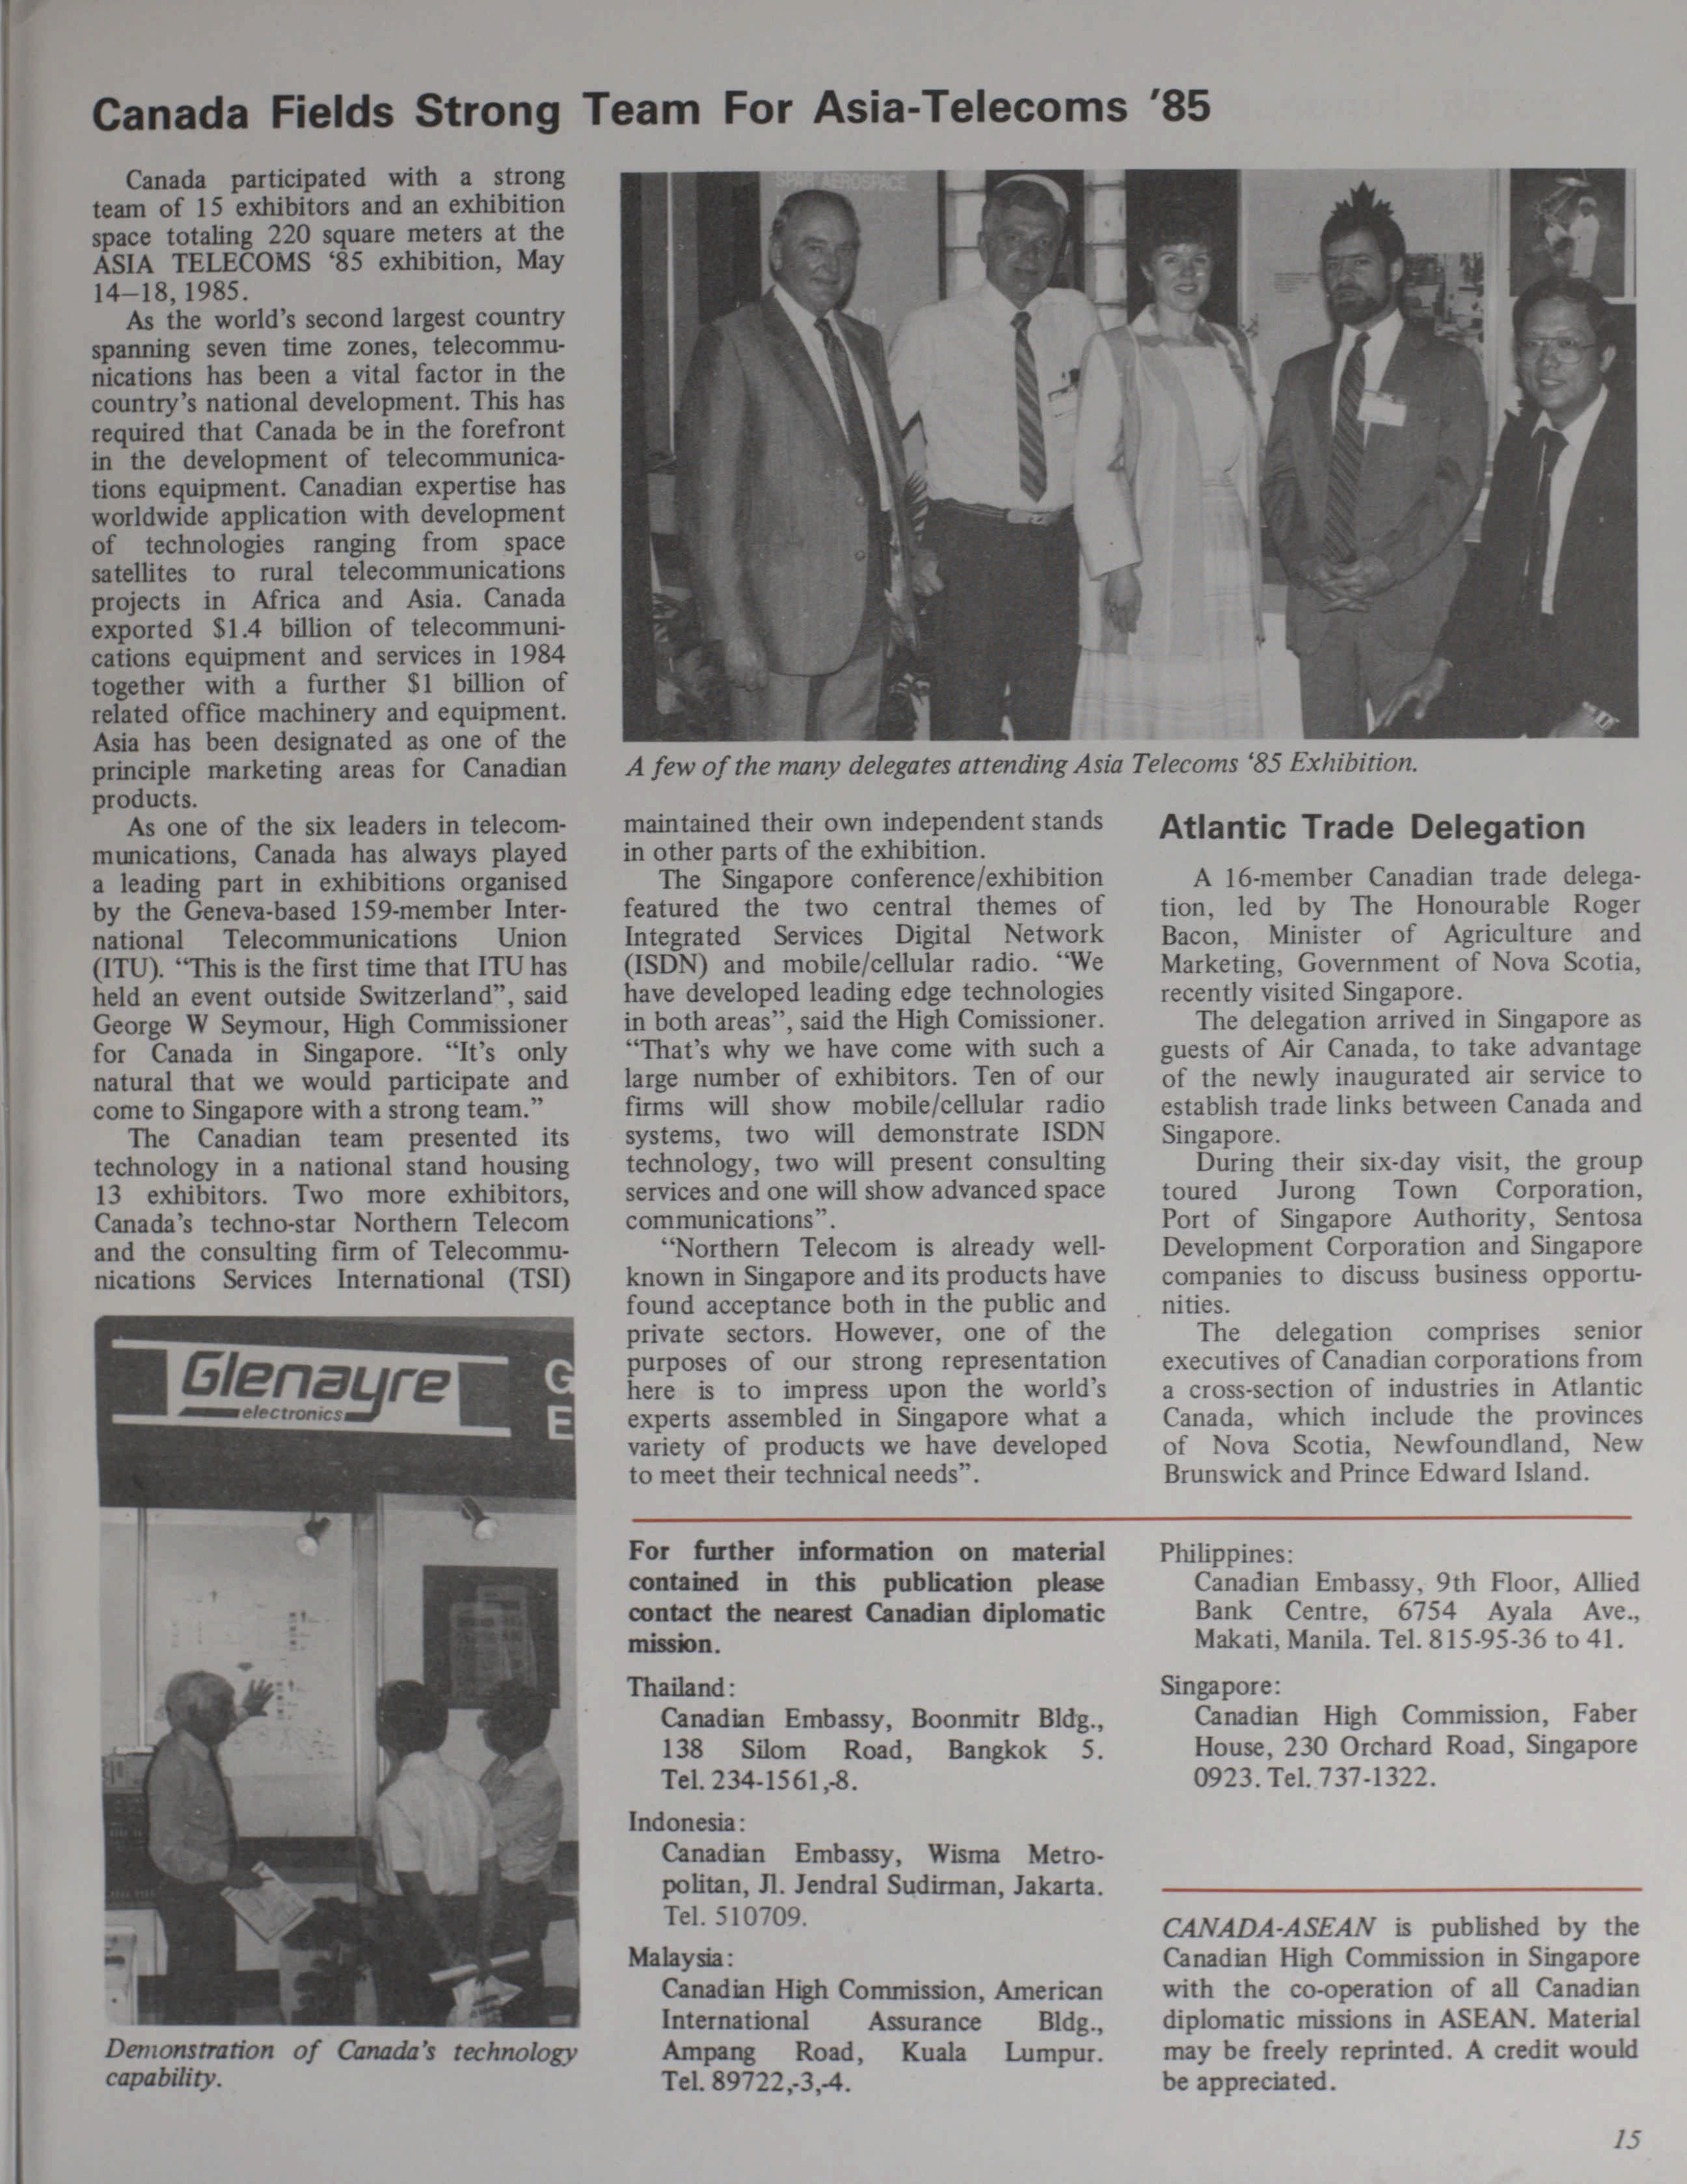 Canada Fields Strong Team For Asia-Telecoms '85
Canada participated with a strong
team of 15 exhibitors and an exhibition
space totaling 220 square meters at the
ASIA TELECOMS ‘85 exhibition, May
14–18, 1985.
As the world's second largest country
spanning seven time zones, telecommu-
nications has been a vital factor in the
country's national development. This has
required that Canada be in the forefront
in the development of telecommunica-
tions equipment. Canadian expertise has
worldwide application with development
of technologies ranging from space
satellites to rural telecommunications
projects in Africa and Asia. Canada
exported $1.4 billion of telecommuni-
cations equipment and services in 1984
together with a further $1 billion of
related office machinery and equipment.
Asia has been designated as one of the
principle marketing areas for Canadian
products.
As one of the six leaders in telecom-
munications, Canada has always played
a leading part in exhibitions organised
by the Geneva-based 159-member Inter-
national Telecommunications Union
(ITU). “This is the first time that ITU has
held an event outside Switzerland”, said
George W Seymour, High Commissioner
for Canada in Singapore. “It's only
natural that we would participate and
come to Singapore with a strong team.”
The Canadian team presented its
technology in a national stand housing
13 exhibitors. Two more exhibitors,
Canada's techno-star Northern Telecom
and the consulting firm of Telecommu-
nications Services International (TSI)
Glenayre
electronics
G
E
Demonstration of Canada's technology
capability.
SPAR AEROSPACE
A few of the many delegates attending Asia Telecoms ‘85 Exhibition.
maintained their own independent stands
in other parts of the exhibition.
The Singapore conference/exhibition
featured the two central themes of
Integrated Services Digital Network
(ISDN) and mobile/cellular radio. “We
have developed leading edge technologies
in both areas”, said the High Comissioner.
“That's why we have come with such a
large number of exhibitors. Ten of our
firms will show mobile/cellular radio
systems, two will demonstrate ISDN
technology, two will present consulting
services and one will show advanced space
communications”.
“Northern Telecom is already well-
known in Singapore and its products have
found acceptance both in the public and
private sectors. However, one of the
purposes of our strong representation
here is to impress upon the world's
experts assembled in Singapore what a
variety of products we have developed
to meet their technical needs”.
Atlantic Trade Delegation
A 16-member Canadian trade delega-
tion, led by The Honourable Roger
Bacon, Minister of Agriculture and
Marketing, Government of Nova Scotia,
recently visited Singapore.
The delegation arrived in Singapore as
guests of Air Canada, to take advantage
of the newly inaugurated air service to
establish trade links between Canada and
Singapore.
During their six-day visit, the group
toured Jurong Town Corporation,
Port of Singapore Authority, Sentosa
Development Corporation and Singapore
companies to discuss business opportu-
nities.
The delegation comprises senior
executives of Canadian corporations from
a cross-section of industries in Atlantic
Canada, which include the provinces
of Nova Scotia, Newfoundland, New
Brunswick and Prince Edward Island.
For further information on material
contained in this publication please
contact the nearest Canadian diplomatic
mission.
Thailand:
Canadian Embassy, Boonmitr Bldg.,
138 Silom Road, Bangkok 5.
Tel. 234-1561,-8.
Indonesia:
Canadian Embassy, Wisma Metro-
politan, Jl. Jendral Sudirman, Jakarta.
Tel. 510709.
Malaysia:
Canadian High Commission, American
International Assurance Bldg.,
Ampang Road, Kuala Lumpur.
Tel. 89722,-3,-4.
Philippines:
Canadian Embassy, 9th Floor, Allied
Bank Centre, 6754 Ayala Ave.,
Makati, Manila. Tel. 815-95-36 to 41.
Singapore:
Canadian High Commission, Faber
House, 230 Orchard Road, Singapore
0923. Tel. 737-1322.
CANADA-ASEAN is published by the
Canadian High Commission in Singapore
with the co-operation of all Canadian
diplomatic missions in ASEAN. Material
may be freely reprinted. A credit would
be appreciated.
15